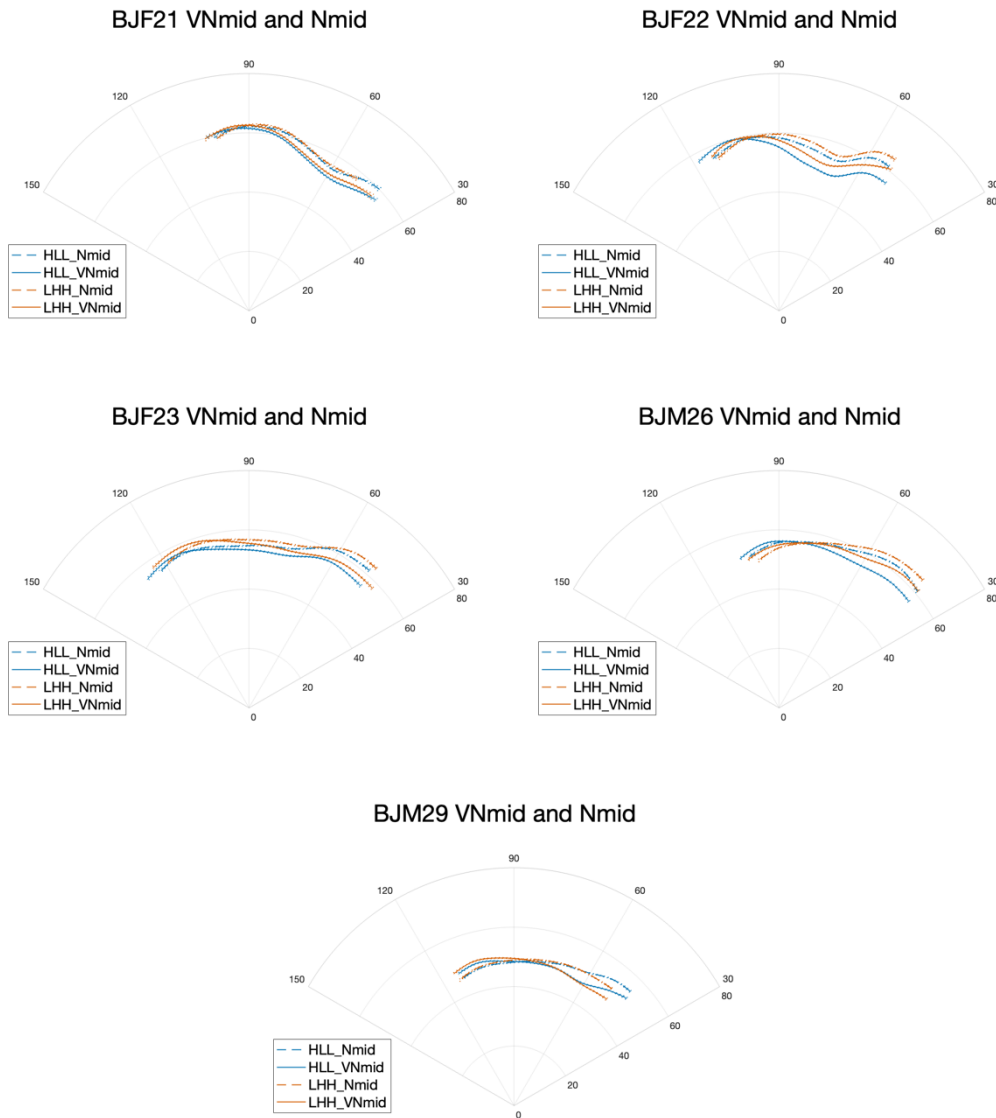 BJF21 VNmid and Nmid
90
120
60
150
30
80
60
40
20
0
HLL_Nmid
HLL_VNmid
LHH_Nmid
LHH_VNmid
BJF22 VNmid and Nmid
90
120
60
150
30
80
60
40
20
0
HLL_Nmid
HLL_VNmid
LHH_Nmid
LHH_VNmid
BJF23 VNmid and Nmid
90
120
60
150
30
80
60
40
20
0
HLL_Nmid
HLL_VNmid
LHH_Nmid
LHH_VNmid
BJM26 VNmid and Nmid
90
120
60
150
30
80
60
40
20
0
HLL_Nmid
HLL_VNmid
LHH_Nmid
LHH_VNmid
BJM29 VNmid and Nmid
90
120
60
150
30
80
60
40
20
0
HLL_Nmid
HLL_VNmid
LHH_Nmid
LHH_VNmid